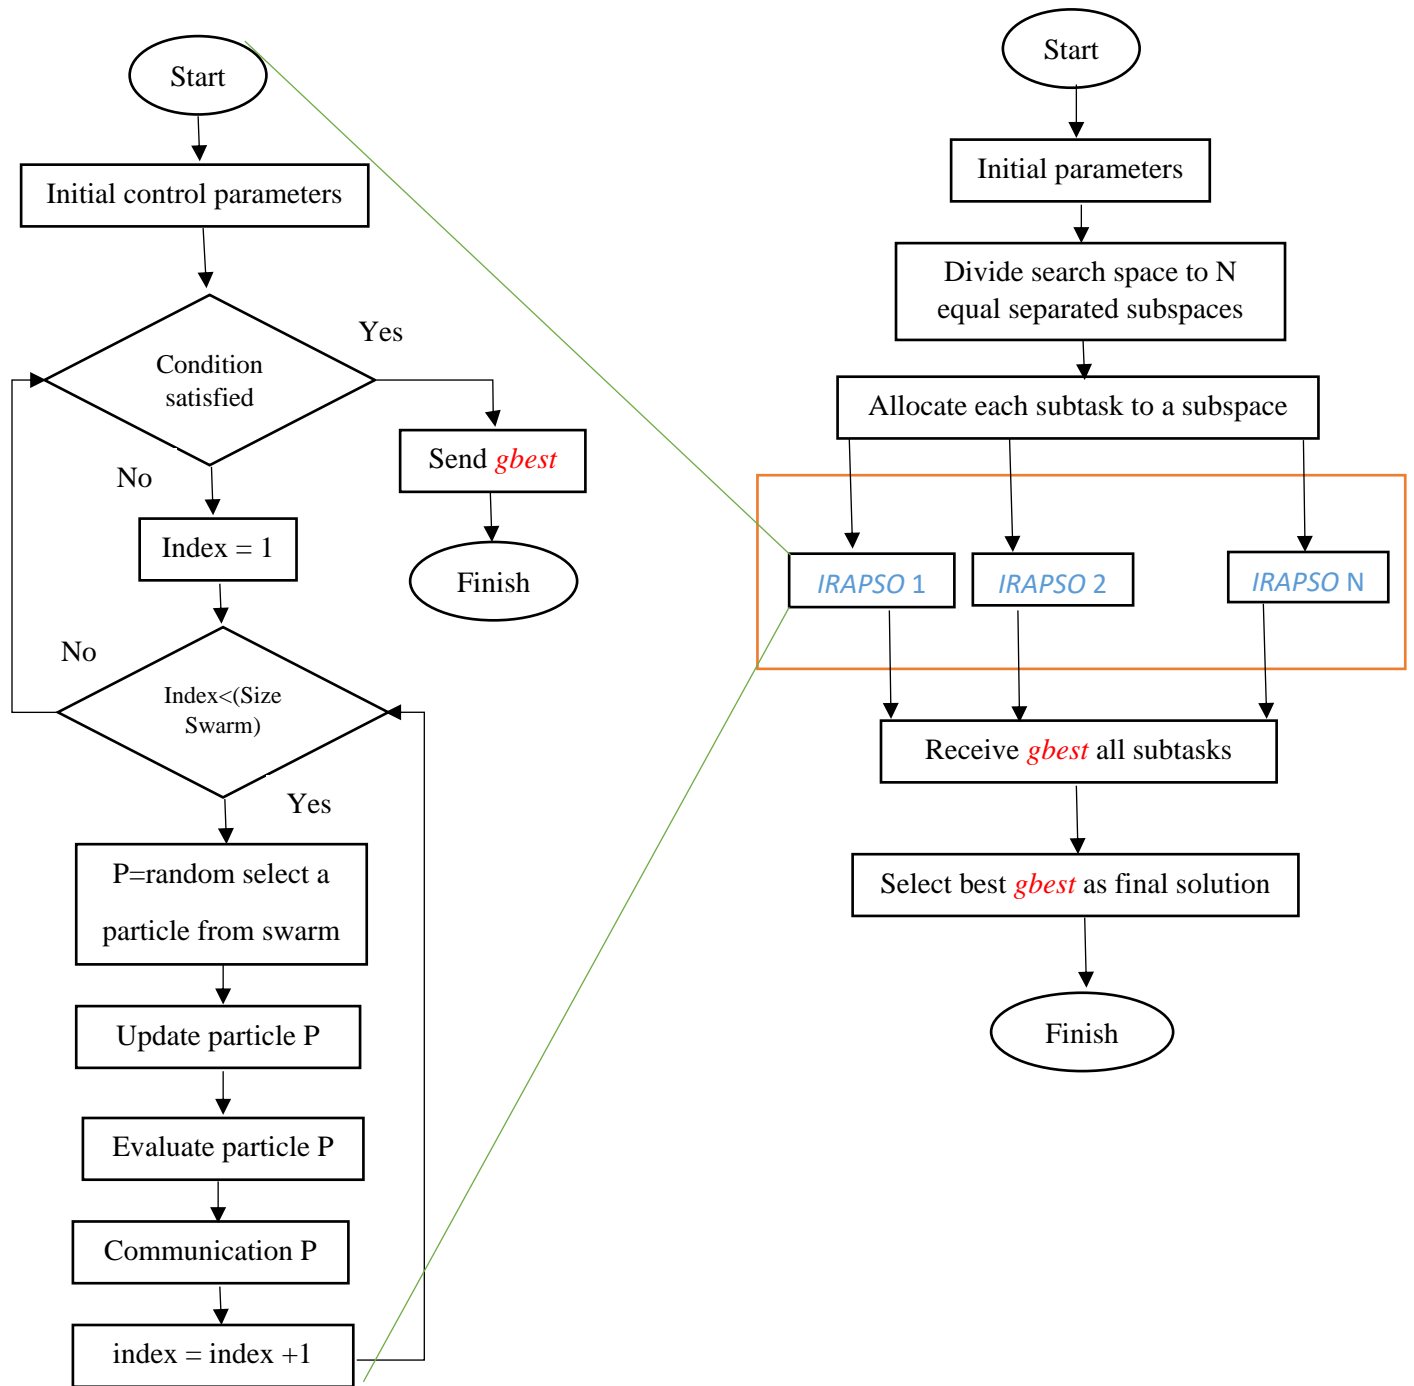 Start
Initial control parameters
Yes
Condition
satisfied
Send gbest
No
Index = 1
Finish
No
Index<(Size
Swarm)
Yes
P=random select a
particle from swarm
Update particle P
Evaluate particle P
Communication P
index = index +1
Start
Initial parameters
Divide search space to N
equal separated subspaces
Allocate each subtask to a subspace
IRAPSO 1
IRAPSO 2
IRAPSO N
Receive gbest all subtasks
Select best gbest as final solution
Finish